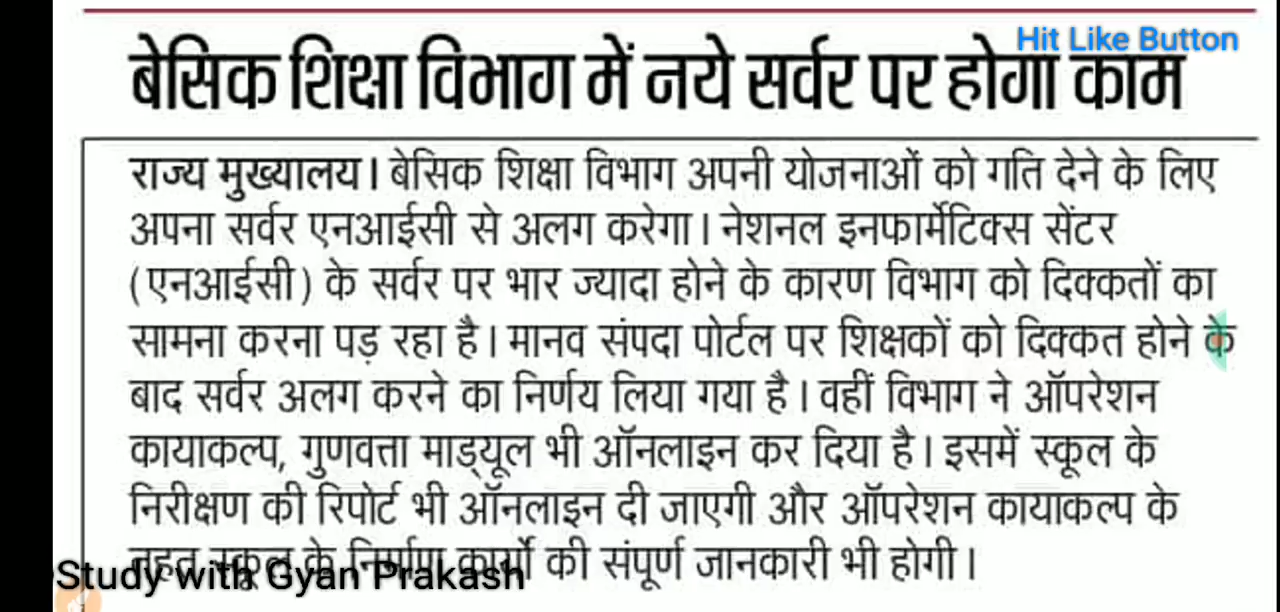 Hit Like Button
बेसिक शिक्षा विभाग में नये सर्वर पर होगा काम
राज्य मुख्यालय। बेसिक शिक्षा विभाग अपनी योजनाओं को गति देने के लिए
अपना सर्वर एनआईसी से अलग करेगा। नेशनल इनफार्मेटिक्स सेंटर
(एनआईसी) के सर्वर पर भार ज्यादा होने के कारण विभाग को दिक्कतों का
सामना करना पड़ रहा है। मानव संपदा पोर्टल पर शिक्षकों को दिक्कत होने के
बाद सर्वर अलग करने का निर्णय लिया गया है। वहीं विभाग ने ऑपरेशन
कायाकल्प, गुणवत्ता माड्यूल भी ऑनलाइन कर दिया है। इसमें स्कूल के
निरीक्षण की रिपोर्ट भी ऑनलाइन दी जाएगी और ऑपरेशन कायाकल्प के
तहत स्कूल के निर्माण कार्यों की संपूर्ण जानकारी भी होगी।
Study with Gyan Prakash